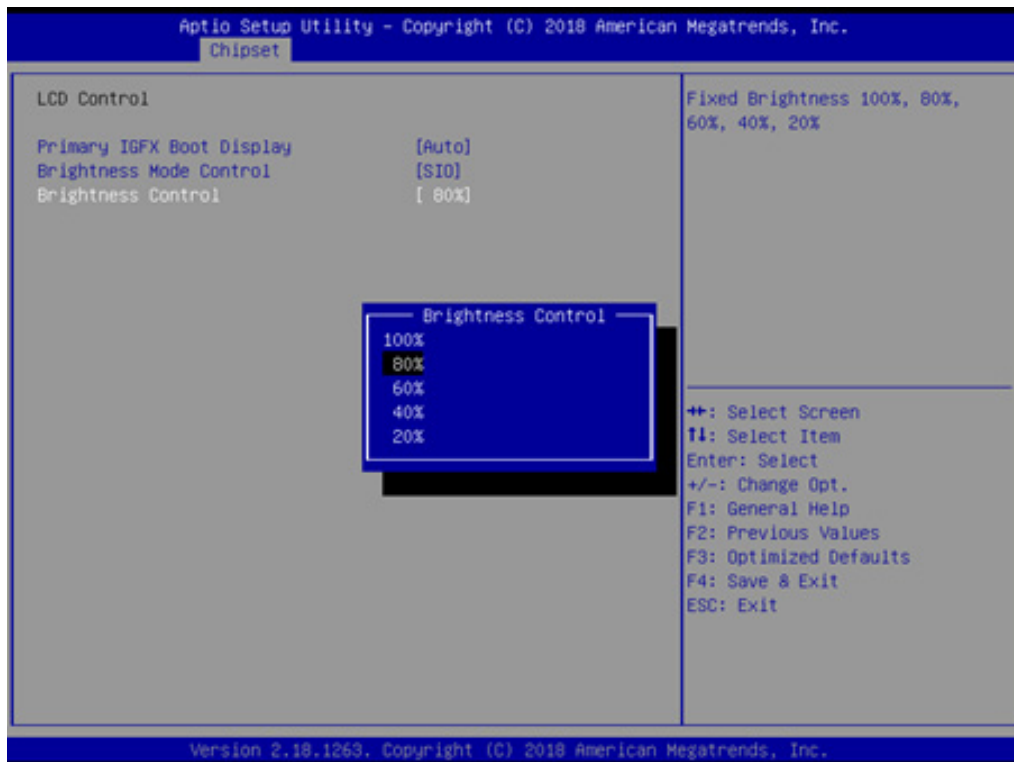 Aptio Setup Utility – Copyright (C) 2018 American Megatrends, Inc.
Chipset
LCD Control
Primary IGFX Boot Display [Auto]
Brightness Mode Control [SIO]
Brightness Control [ 80%]
Brightness Control
100%
80%
60%
40%
20%
Fixed Brightness 100%, 80%,
60%, 40%, 20%
→←: Select Screen
↑↓: Select Item
Enter: Select
+/-: Change Opt.
F1: General Help
F2: Previous Values
F3: Optimized Defaults
F4: Save & Exit
ESC: Exit
Version 2.18.1263. Copyright (C) 2018 American Megatrends, Inc.